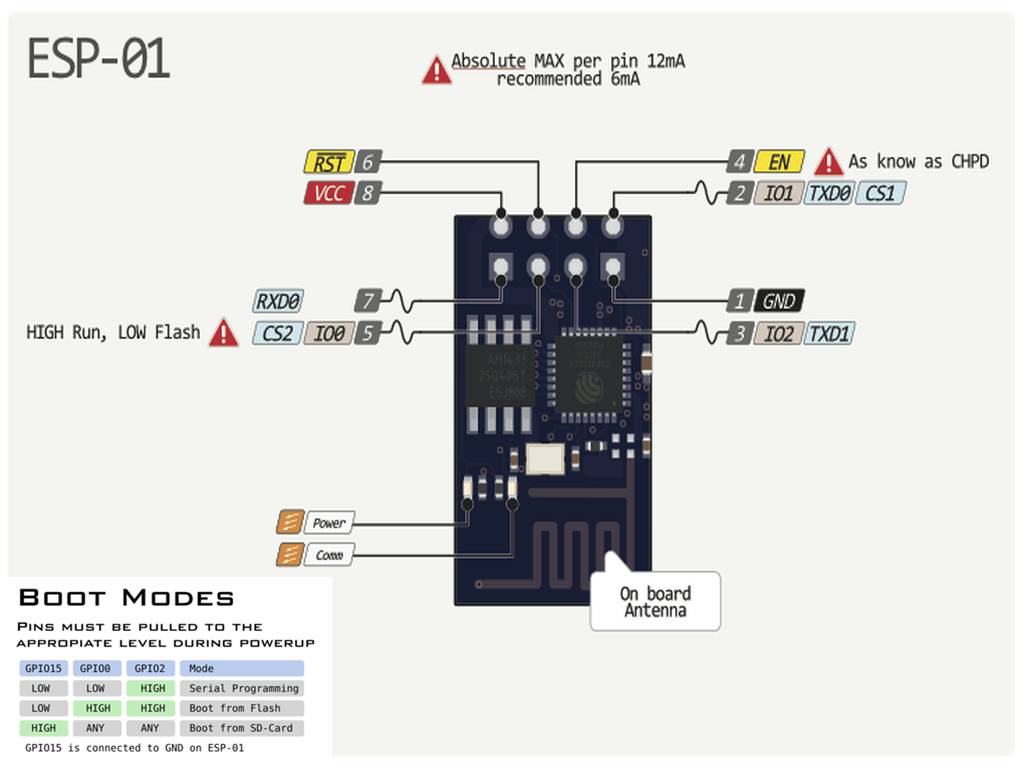 ESP-01
Absolute MAX per pin 12mA
recommended 6mA
RST 6
4 EN As know as CHPD
VCC 8
2 IO1 TXD0 CS1
RXD0 7
1 GND
HIGH Run, LOW Flash CS2 IO0 5
3 IO2 TXD1
AH1433
25Q40BT
Power
Comm
On board
Antenna
BOOT MODES
PINS MUST BE PULLED TO THE
APPROPIATE LEVEL DURING POWERUP
GPIO15 GPIO0 GPIO2 Mode
LOW LOW HIGH Serial Programming
LOW HIGH HIGH Boot from Flash
HIGH ANY ANY Boot from SD-Card
GPIO15 is connected to GND on ESP-01